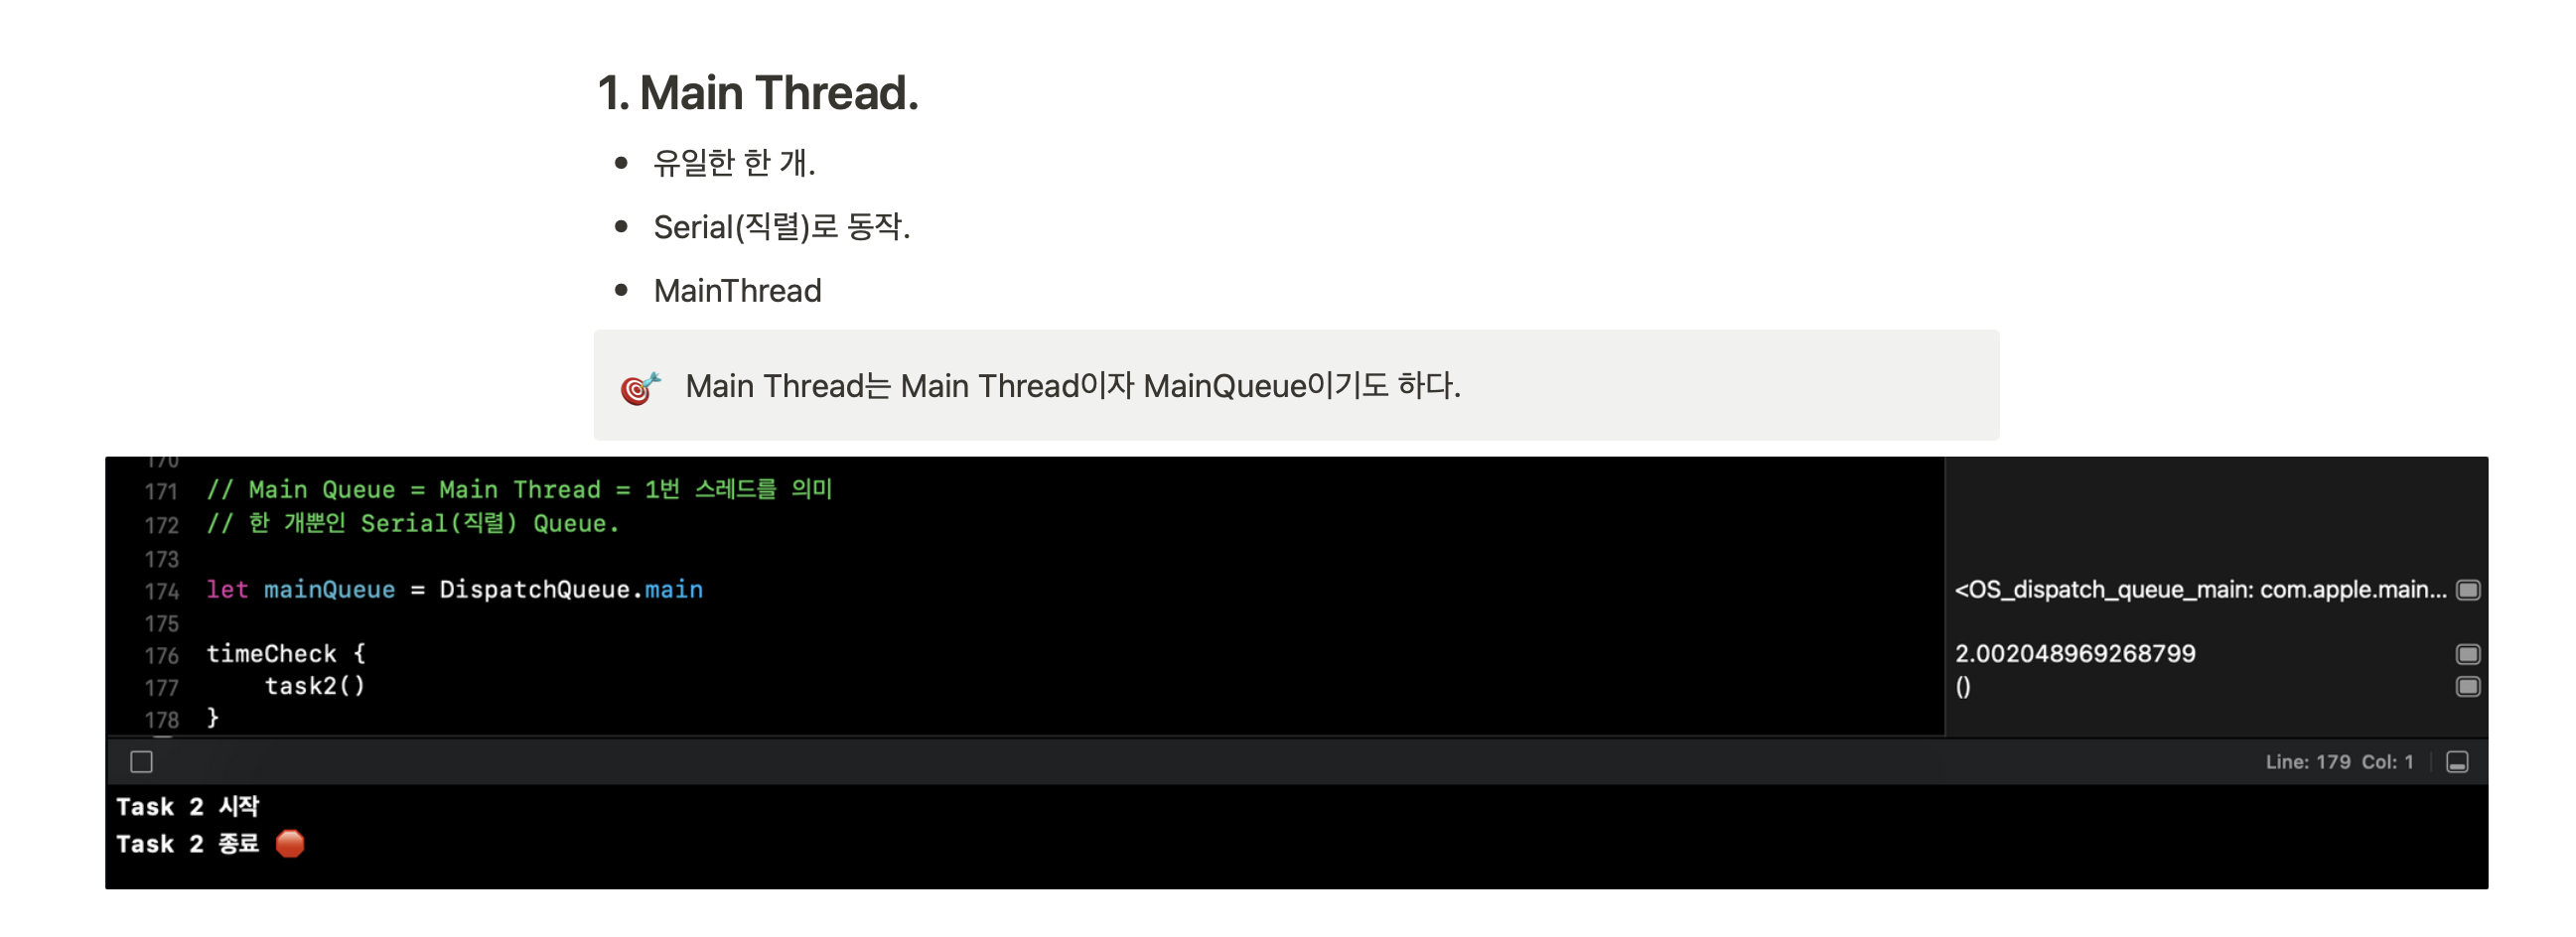 1. Main Thread.
• 유일한 한 개.
• Serial(직렬)로 동작.
• MainThread
🎯 Main Thread는 Main Thread이자 MainQueue이기도 하다.
170
171 // Main Queue = Main Thread = 1번 스레드를 의미
172 // 한 개뿐인 Serial(직렬) Queue.
173
174 let mainQueue = DispatchQueue.main <OS_dispatch_queue_main: com.apple.main...
175
176 timeCheck { 2.002048969268799
177 task2() ()
178 }
Line: 179 Col: 1
Task 2 시작
Task 2 종료 🛑